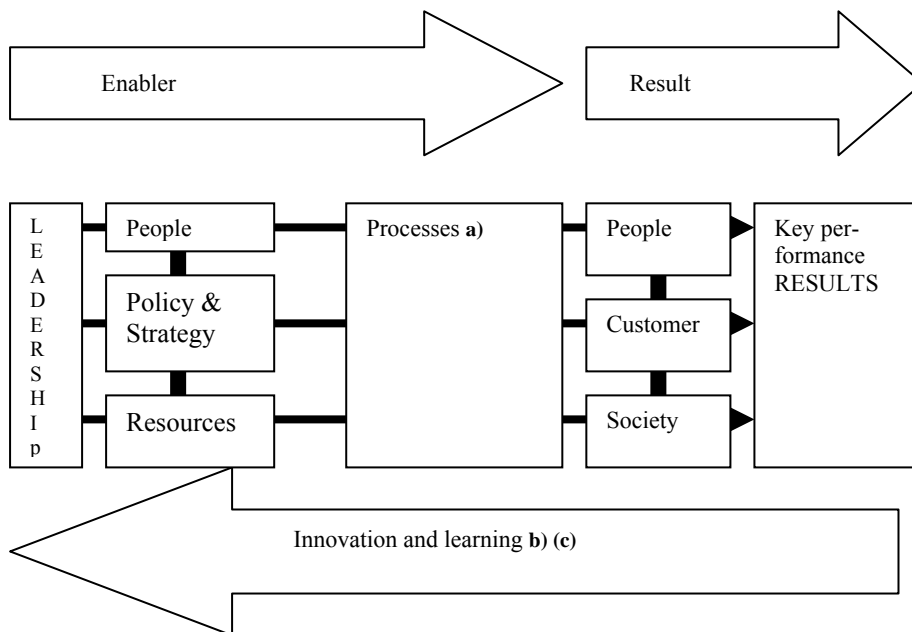 Enabler
Result
L
E
A
D
E
R
S
H
I
p
People
Policy &
Strategy
Resources
Processes a)
People
Customer
Society
Key per-
formance
RESULTS
Innovation and learning b) (c)